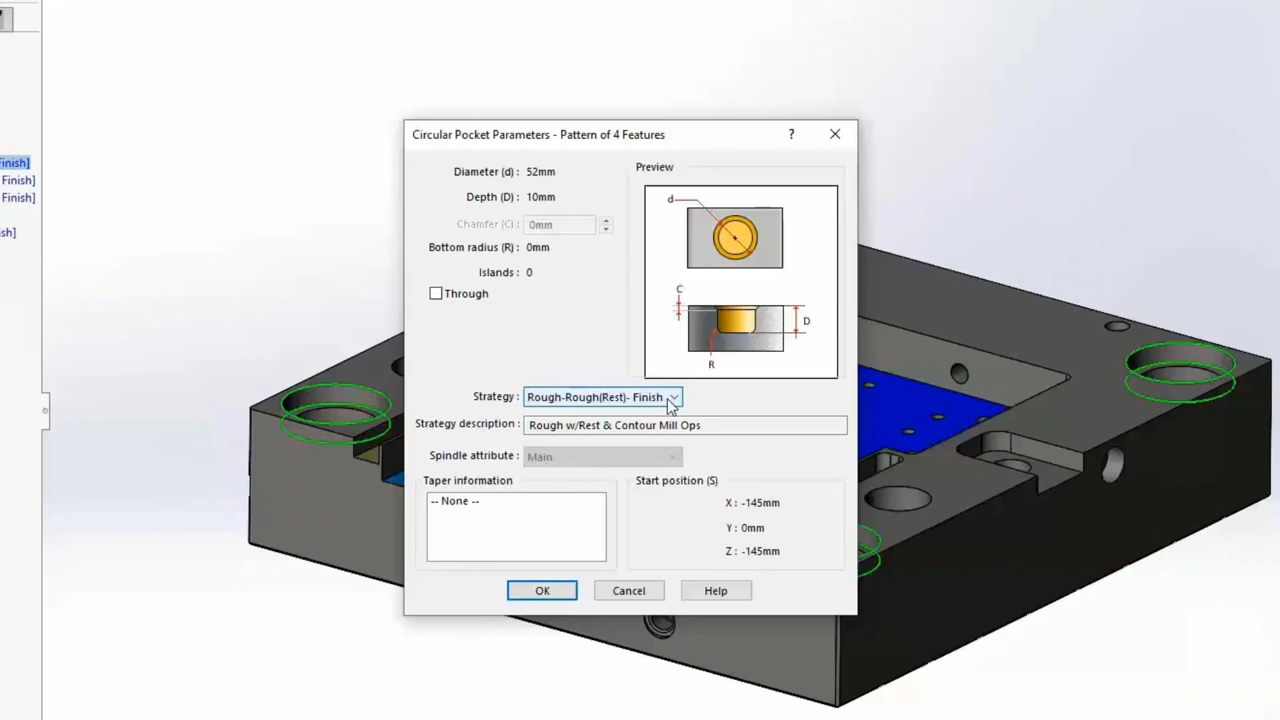 Finish]
Finish]
Finish]
sh]
Circular Pocket Parameters - Pattern of 4 Features
?
Diameter (d) : 52mm
Depth (D) : 10mm
Chamfer (C) : 0mm
Bottom radius (R) : 0mm
Islands : 0
Through
Preview
d
C
D
R
Strategy : Rough-Rough(Rest)- Finish
Strategy description : Rough w/Rest & Contour Mill Ops
Spindle attribute : Main
Taper information
-- None --
Start position (S)
X : -145mm
Y : 0mm
Z : -145mm
OK
Cancel
Help